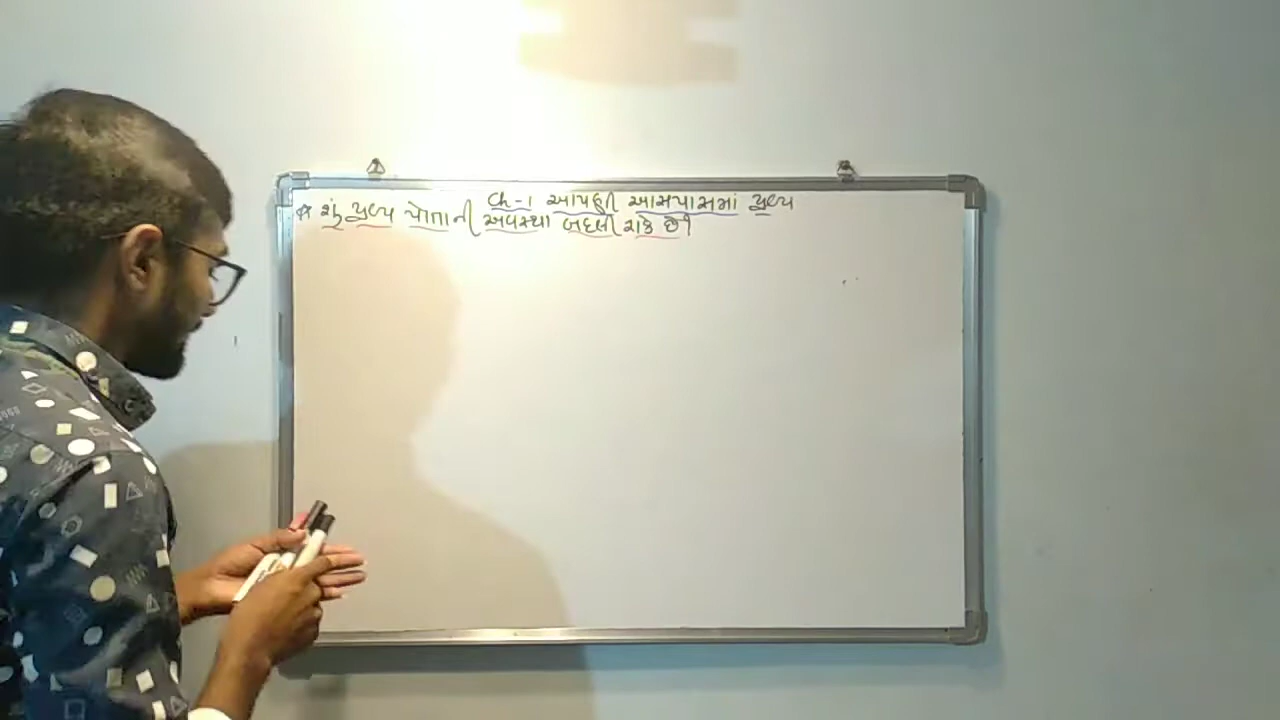 Ch-1 આપણી આસપાસમાં દ્રવ્ય
* શું દ્રવ્ય પોતાની અવસ્થા બદલી શકે છે?